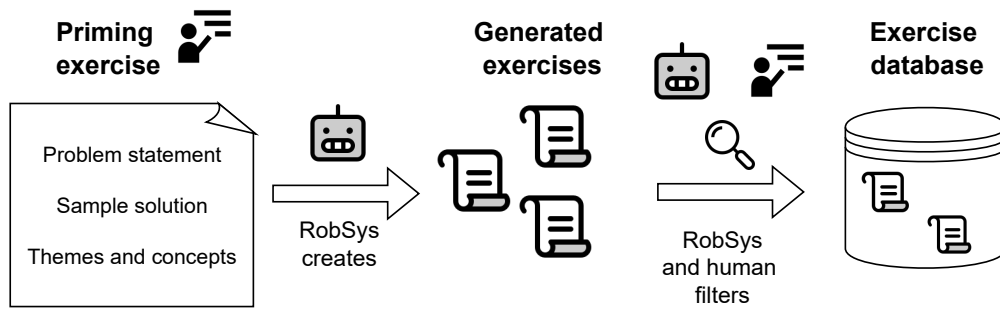 Priming
exercise
Problem statement
Sample solution
Themes and concepts
RobSys
creates
Generated
exercises
RobSys
and human
filters
Exercise
database